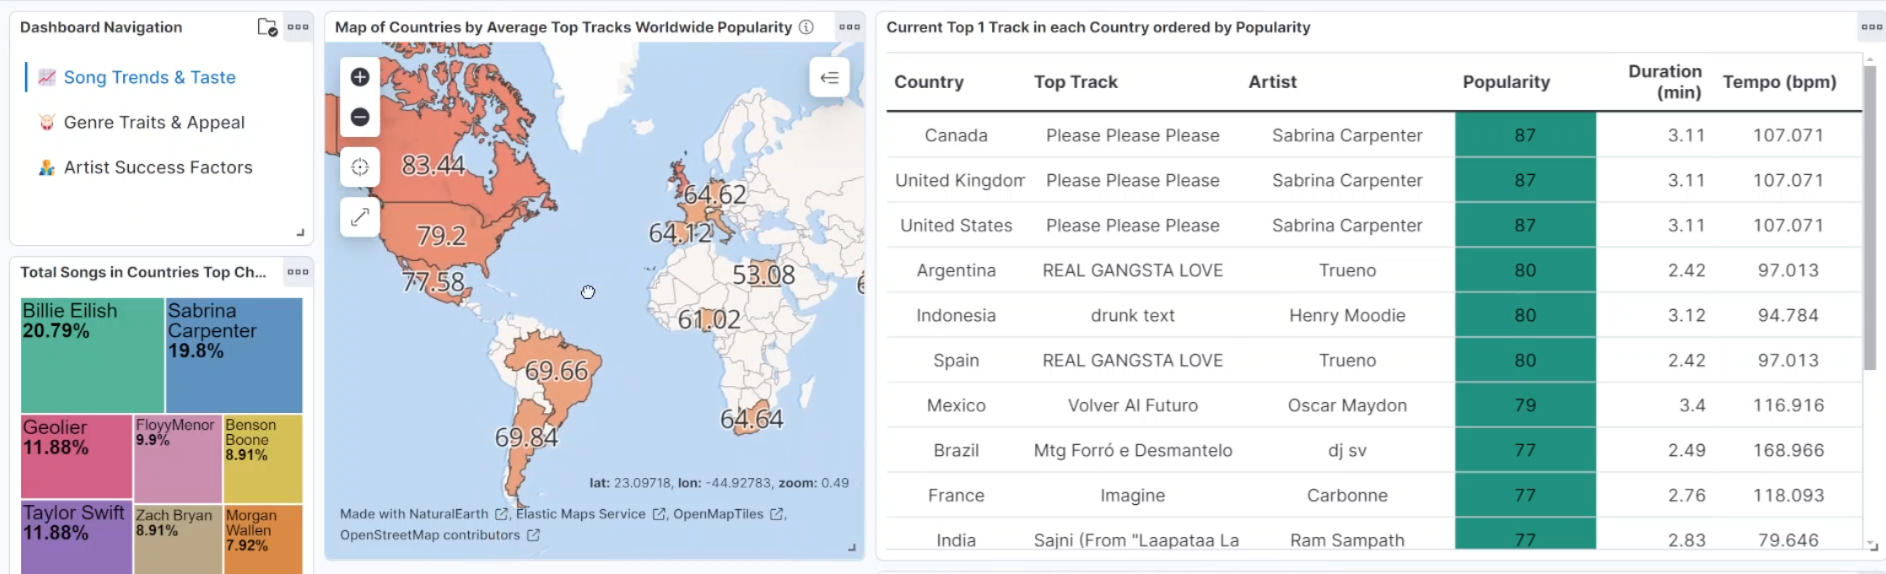 Dashboard Navigation
Song Trends & Taste
Genre Traits & Appeal
Artist Success Factors
Total Songs in Countries Top Ch...
Billie Eilish
20.79%
Sabrina
Carpenter
19.8%
Geolier
11.88%
FloyyMenor
9.9%
Benson
Boone
8.91%
Taylor Swift
11.88%
Zach Bryan
8.91%
Morgan
Wallen
7.92%
Map of Countries by Average Top Tracks Worldwide Popularity
83.44
79.2
77.58
64.62
64.12
53.08
61.02
69.66
64.64
69.84
lat: 23.09718, lon: -44.92783, zoom: 0.49
Made with NaturalEarth, Elastic Maps Service, OpenMapTiles,
OpenStreetMap contributors
Current Top 1 Track in each Country ordered by Popularity
Country Top Track Artist Popularity Duration (min) Tempo (bpm)
Canada Please Please Please Sabrina Carpenter 87 3.11 107.071
United Kingdom Please Please Please Sabrina Carpenter 87 3.11 107.071
United States Please Please Please Sabrina Carpenter 87 3.11 107.071
Argentina REAL GANGSTA LOVE Trueno 80 2.42 97.013
Indonesia drunk text Henry Moodie 80 3.12 94.784
Spain REAL GANGSTA LOVE Trueno 80 2.42 97.013
Mexico Volver Al Futuro Oscar Maydon 79 3.4 116.916
Brazil Mtg Forró e Desmantelo dj sv 77 2.49 168.966
France Imagine Carbonne 77 2.76 118.093
India Sajni (From "Laapataa La Ram Sampath 77 2.83 79.646